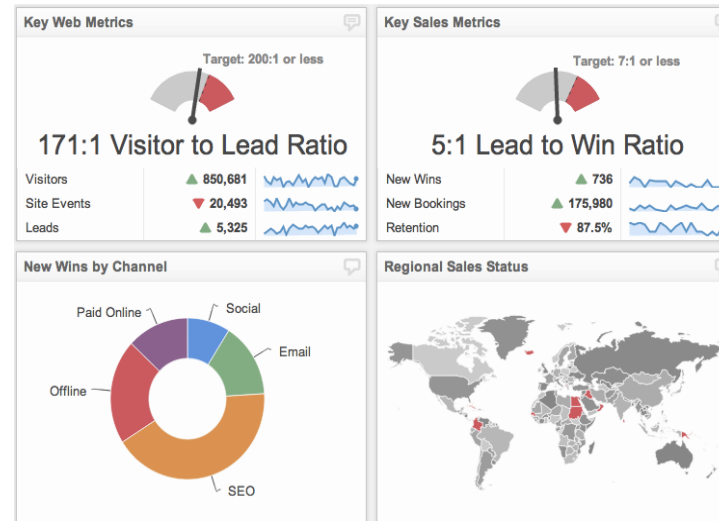 Key Web Metrics
Target: 200:1 or less
171:1 Visitor to Lead Ratio
Visitors 850,681
Site Events 20,493
Leads 5,325
Key Sales Metrics
Target: 7:1 or less
5:1 Lead to Win Ratio
New Wins 736
New Bookings 175,980
Retention 87.5%
New Wins by Channel
Paid Online
Social
Email
Offline
SEO
Regional Sales Status